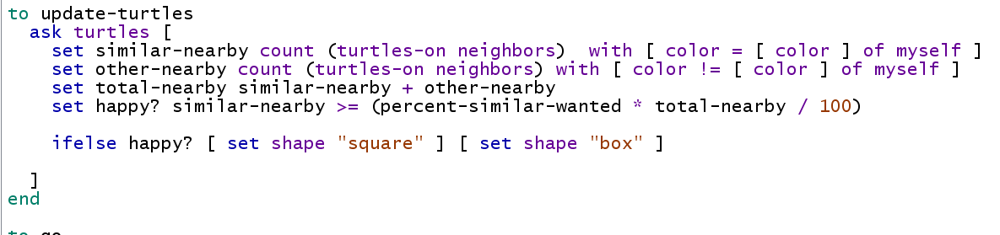 to update-turtles
  ask turtles [
    set similar-nearby count (turtles-on neighbors)  with [ color = [ color ] of myself ]
    set other-nearby count (turtles-on neighbors) with [ color != [ color ] of myself ]
    set total-nearby similar-nearby + other-nearby
    set happy? similar-nearby >= (percent-similar-wanted * total-nearby / 100)

    ifelse happy? [ set shape "square" ] [ set shape "box" ]

  ]
end